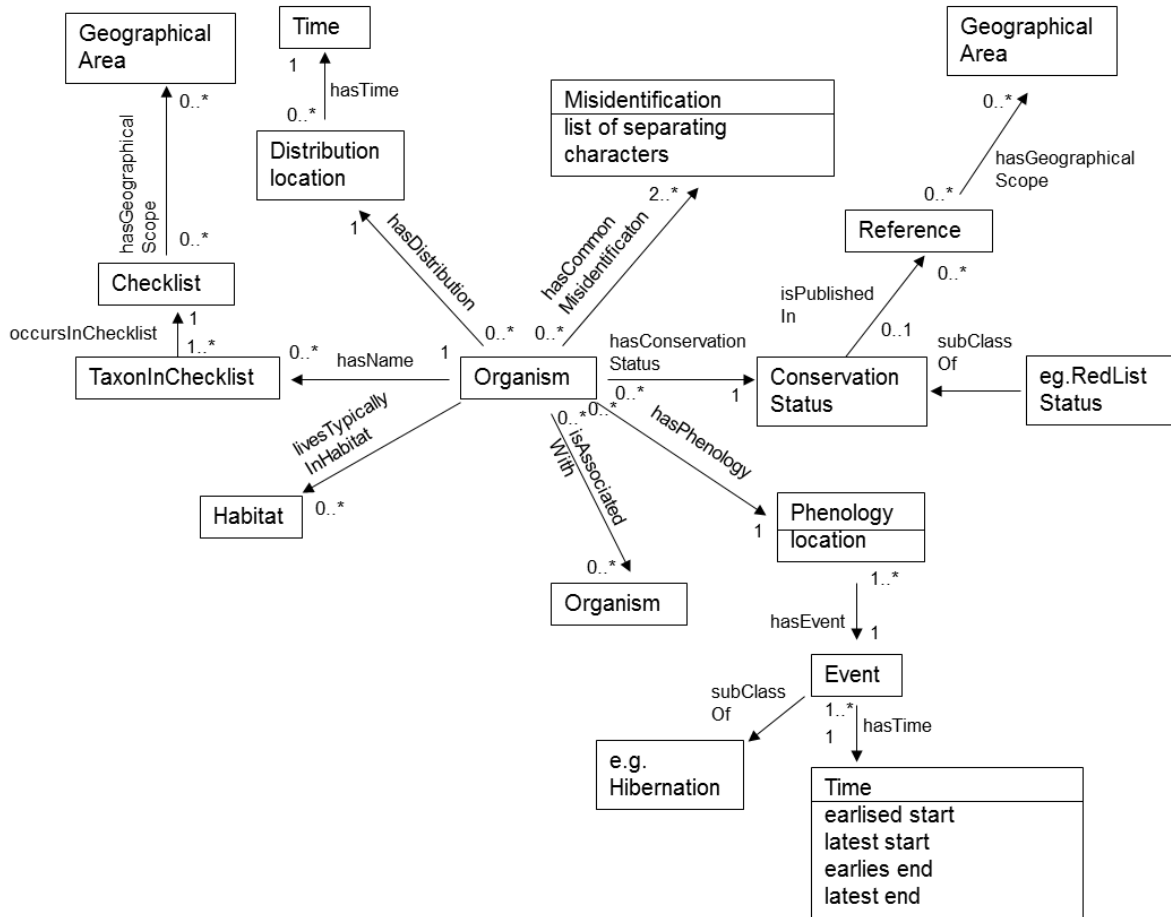 Geographical
Area
Time
Geographical
Area
1
hasTime
0..*
0..*
0..*
Misidentification
list of separating
characters
Distribution
location
hasGeographical
Scope
hasGeographical
Scope
2..*
0..*
1
hasDistribution
hasCommon
Misidentificaton
Reference
0..*
0..*
Checklist
isPublished
In
occursInChecklist
1
1..*
0..*
0..*
0..1
subClass
Of
0..*
hasName
1
hasConservation
Status
TaxonInChecklist
Organism
Conservation
Status
eg.RedList
Status
0..*
1
livesTypically
InHabitat
0..*
0..*
isAssociated
With
hasPhenology
Habitat
0..*
1
Phenology
location
0..*
Organism
1..*
hasEvent
1
Event
subClass
Of
1..*
1
hasTime
e.g.
Hibernation
Time
earlised start
latest start
earlies end
latest end